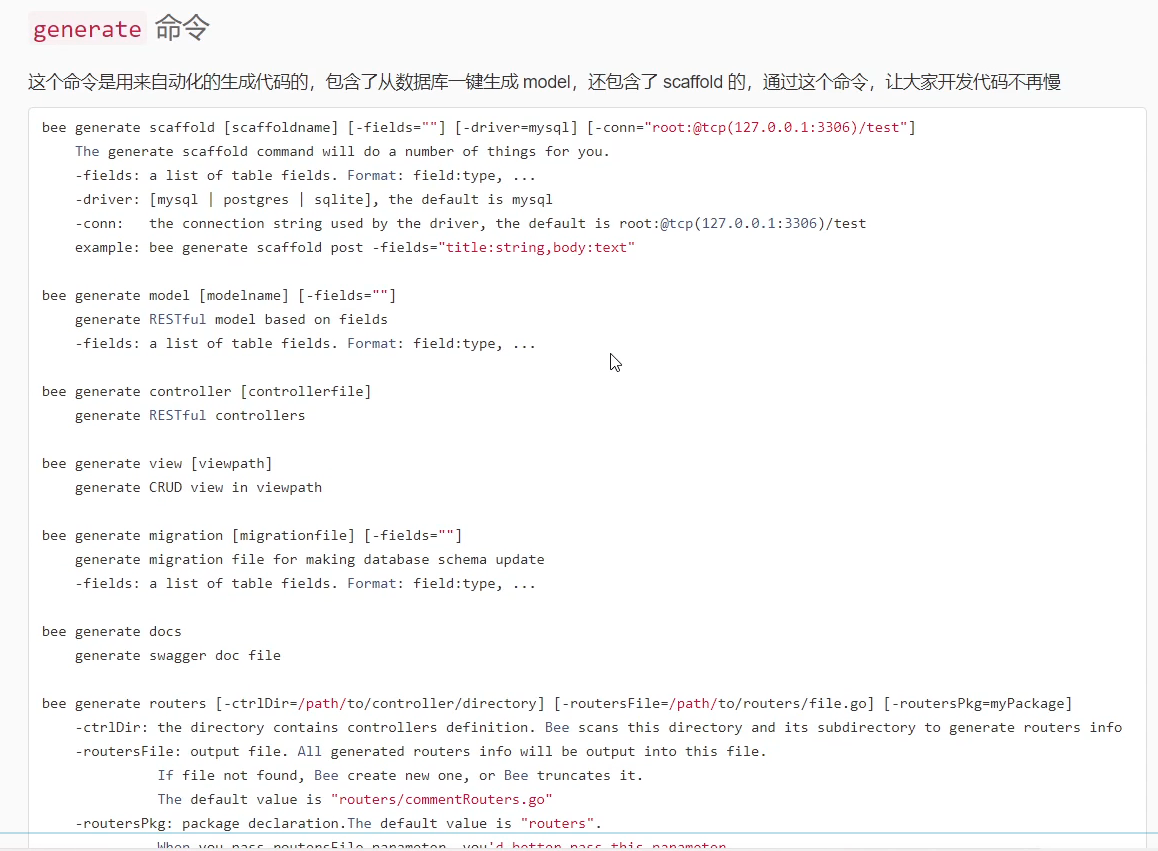 generate 命令
这个命令是用来自动化的生成代码的，包含了从数据库一键生成 model，还包含了 scaffold 的，通过这个命令，让大家开发代码不再慢
bee generate scaffold [scaffoldname] [-fields=""] [-driver=mysql] [-conn="root:@tcp(127.0.0.1:3306)/test"]
    The generate scaffold command will do a number of things for you.
    -fields: a list of table fields. Format: field:type, ...
    -driver: [mysql | postgres | sqlite], the default is mysql
    -conn:   the connection string used by the driver, the default is root:@tcp(127.0.0.1:3306)/test
    example: bee generate scaffold post -fields="title:string,body:text"
bee generate model [modelname] [-fields=""]
    generate RESTful model based on fields
    -fields: a list of table fields. Format: field:type, ...
bee generate controller [controllerfile]
    generate RESTful controllers
bee generate view [viewpath]
    generate CRUD view in viewpath
bee generate migration [migrationfile] [-fields=""]
    generate migration file for making database schema update
    -fields: a list of table fields. Format: field:type, ...
bee generate docs
    generate swagger doc file
bee generate routers [-ctrlDir=/path/to/controller/directory] [-routersFile=/path/to/routers/file.go] [-routersPkg=myPackage]
    -ctrlDir: the directory contains controllers definition. Bee scans this directory and its subdirectory to generate routers info
    -routersFile: output file. All generated routers info will be output into this file.
              If file not found, Bee create new one, or Bee truncates it.
              The default value is "routers/commentRouters.go"
    -routersPkg: package declaration.The default value is "routers".
              When you pass routersFile parameter, you'd better pass this parameter